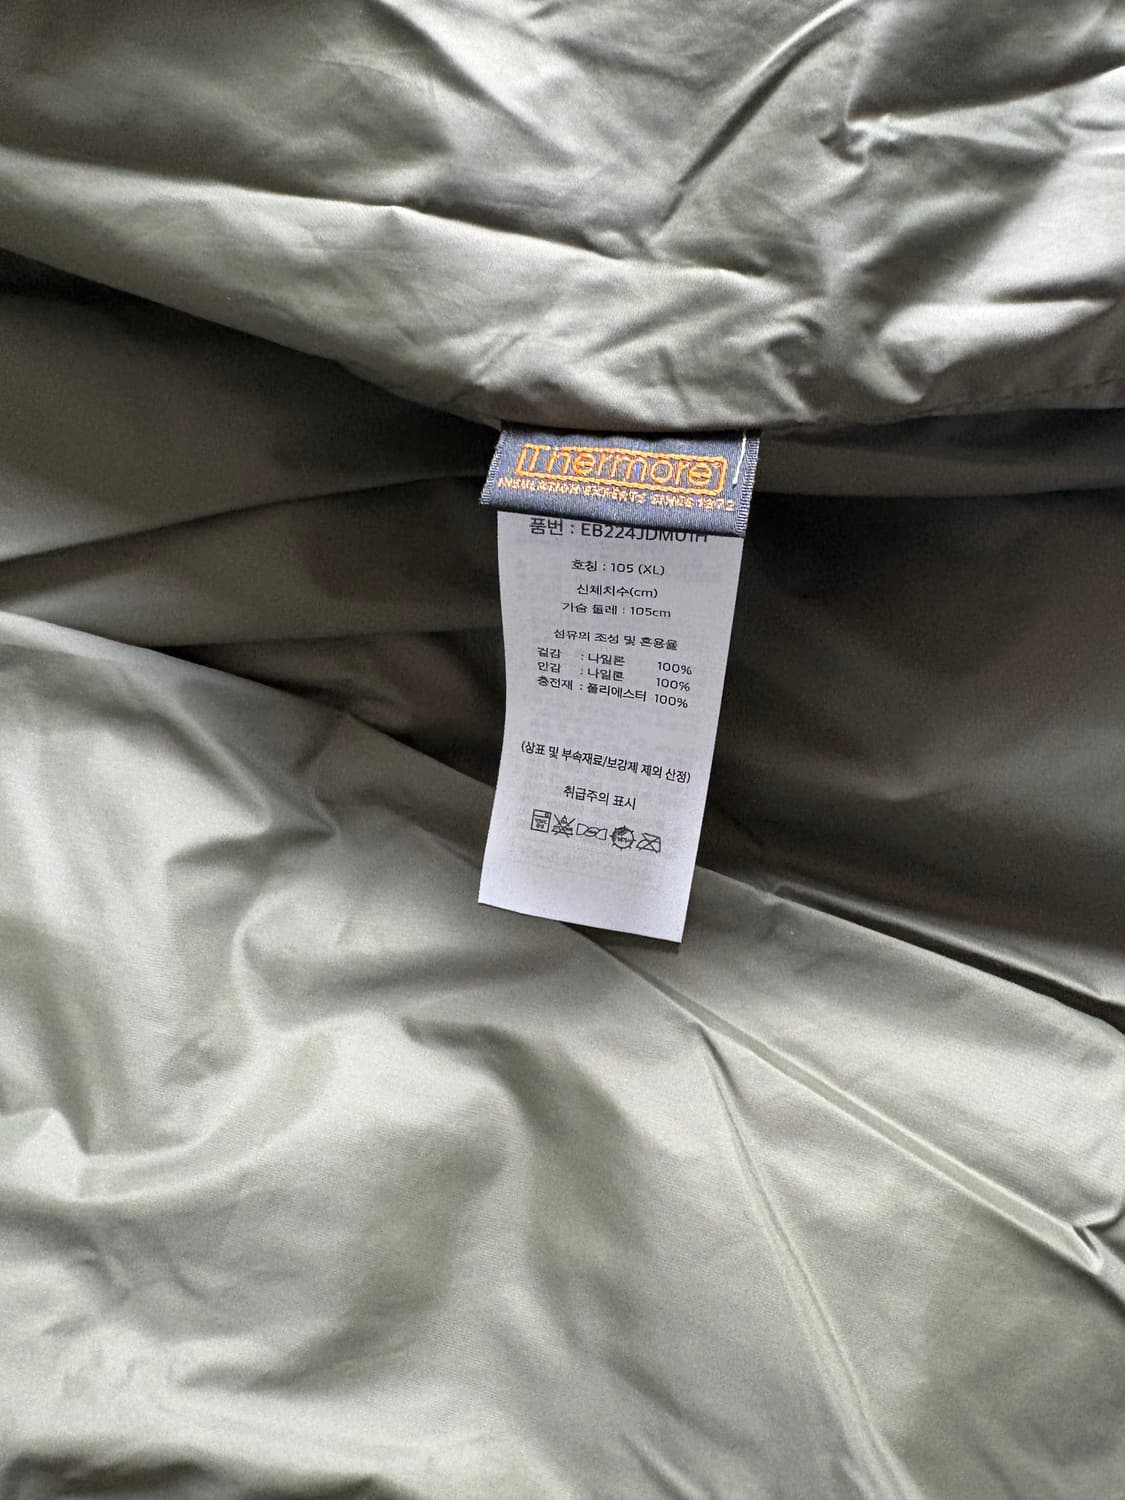 Thermore
INSULATION EXPERTS SINCE 1972
품번 : EB224JDM01H
호칭 : 105 (XL)
신체치수(cm)
가슴 둘레 : 105cm
섬유의 조성 및 혼용율
겉감 : 나일론 100%
안감 : 나일론 100%
충전재 : 폴리에스터 100%
(상표 및 부속재료/보강제 제외 산정)
취급주의 표시